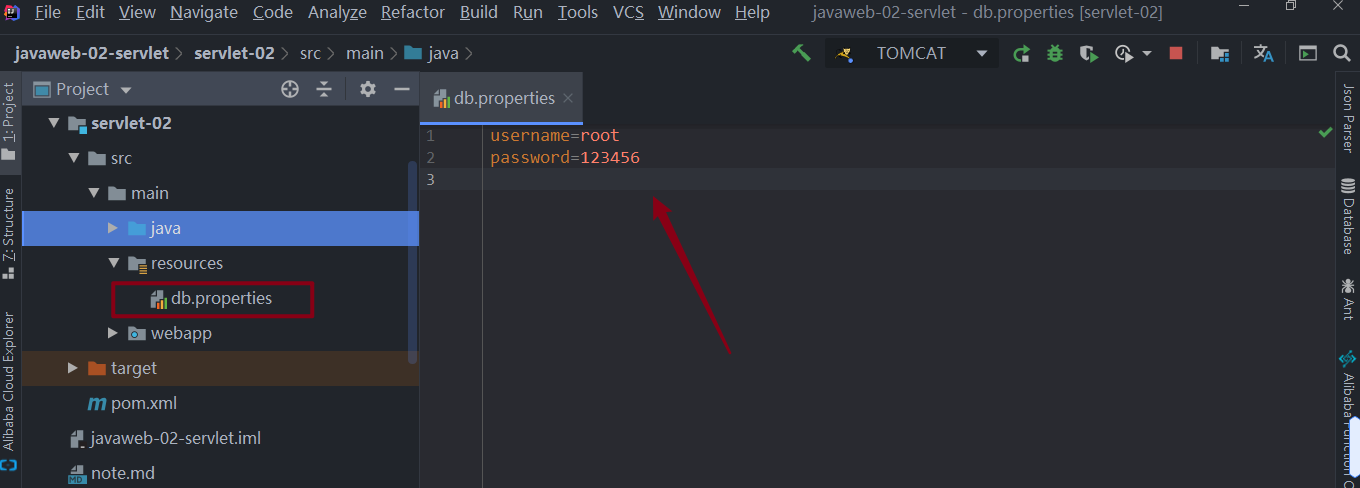 File Edit View Navigate Code Analyze Refactor Build Run Tools VCS Window Help javaweb-02-servlet - db.properties [servlet-02]
javaweb-02-servlet servlet-02 src main java TOMCAT
Project
db.properties
servlet-02
src
main
java
resources
db.properties
webapp
target
pom.xml
javaweb-02-servlet.iml
note.md
1 username=root
2 password=123456
3
1: Project
7: Structure
Alibaba Cloud Explorer
Json Parser
Database
Ant
Alibaba Function C